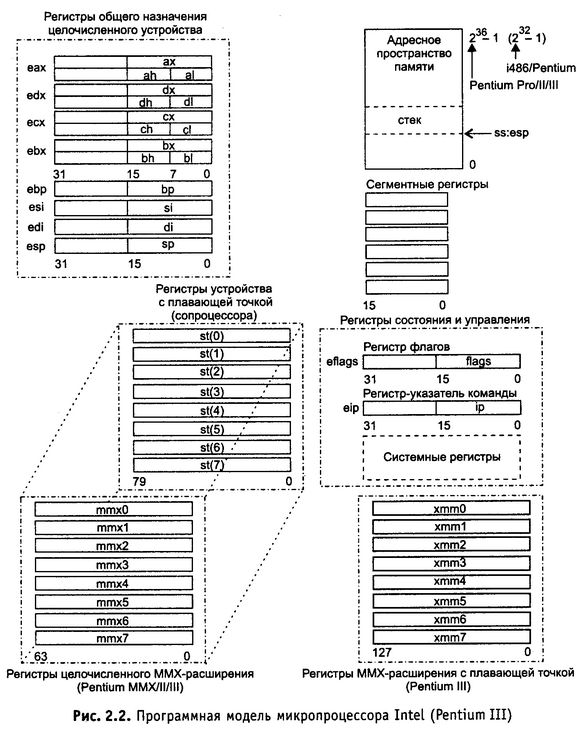 Регистры общего назначения
целочисленного устройства
eax
ax
ah al
edx
dx
dh dl
ecx
cx
ch cl
ebx
bx
bh bl
31 15 7 0
ebp bp
esi si
edi di
esp sp
31 15 0
Адресное
пространство
памяти
2^36-1 (2^32-1)
i486/Pentium
Pentium Pro/II/III
стек
ss:esp
0
Сегментные регистры
15 0
Регистры устройства
с плавающей точкой
(сопроцессора)
st(0)
st(1)
st(2)
st(3)
st(4)
st(5)
st(6)
st(7)
79 0
Регистры состояния и управления
Регистр флагов
eflags flags
31 15 0
Регистр-указатель команды
eip ip
31 15 0
Системные регистры
mmx0
mmx1
mmx2
mmx3
mmx4
mmx5
mmx6
mmx7
63 0
Регистры целочисленного MMX-расширения
(Pentium MMX/II/III)
xmm0
xmm1
xmm2
xmm3
xmm4
xmm5
xmm6
xmm7
127 0
Регистры MMX-расширения с плавающей точкой
(Pentium III)
Рис. 2.2. Программная модель микропроцессора Intel (Pentium III)